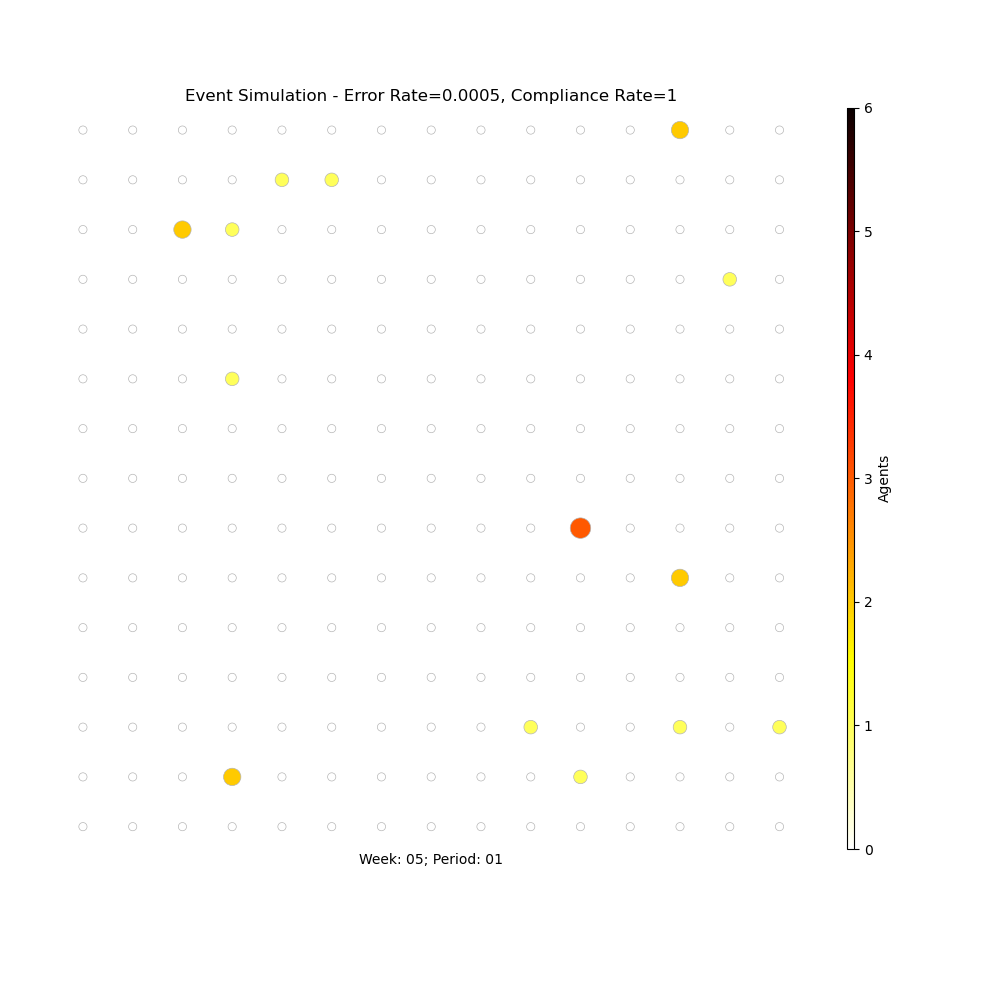 Event Simulation - Error Rate=0.0005, Compliance Rate=1
6
5
4
3
2
1
0
Agents
Week: 05; Period: 01